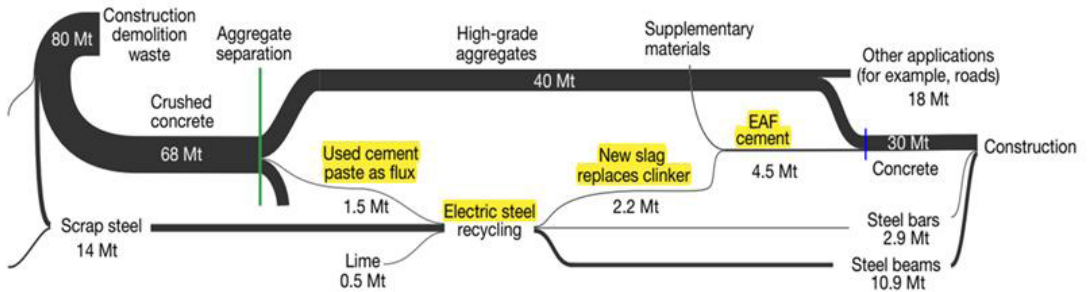 80 Mt
Construction
demolition
waste
Aggregate
separation
High-grade
aggregates
40 Mt
Supplementary
materials
Other applications
(for example, roads)
18 Mt
Crushed
concrete
68 Mt
Used cement
paste as flux
1.5 Mt
New slag
replaces clinker
2.2 Mt
EAF
cement
4.5 Mt
30 Mt
Concrete
Construction
Scrap steel
14 Mt
Electric steel
recycling
Lime
0.5 Mt
Steel bars
2.9 Mt
Steel beams
10.9 Mt